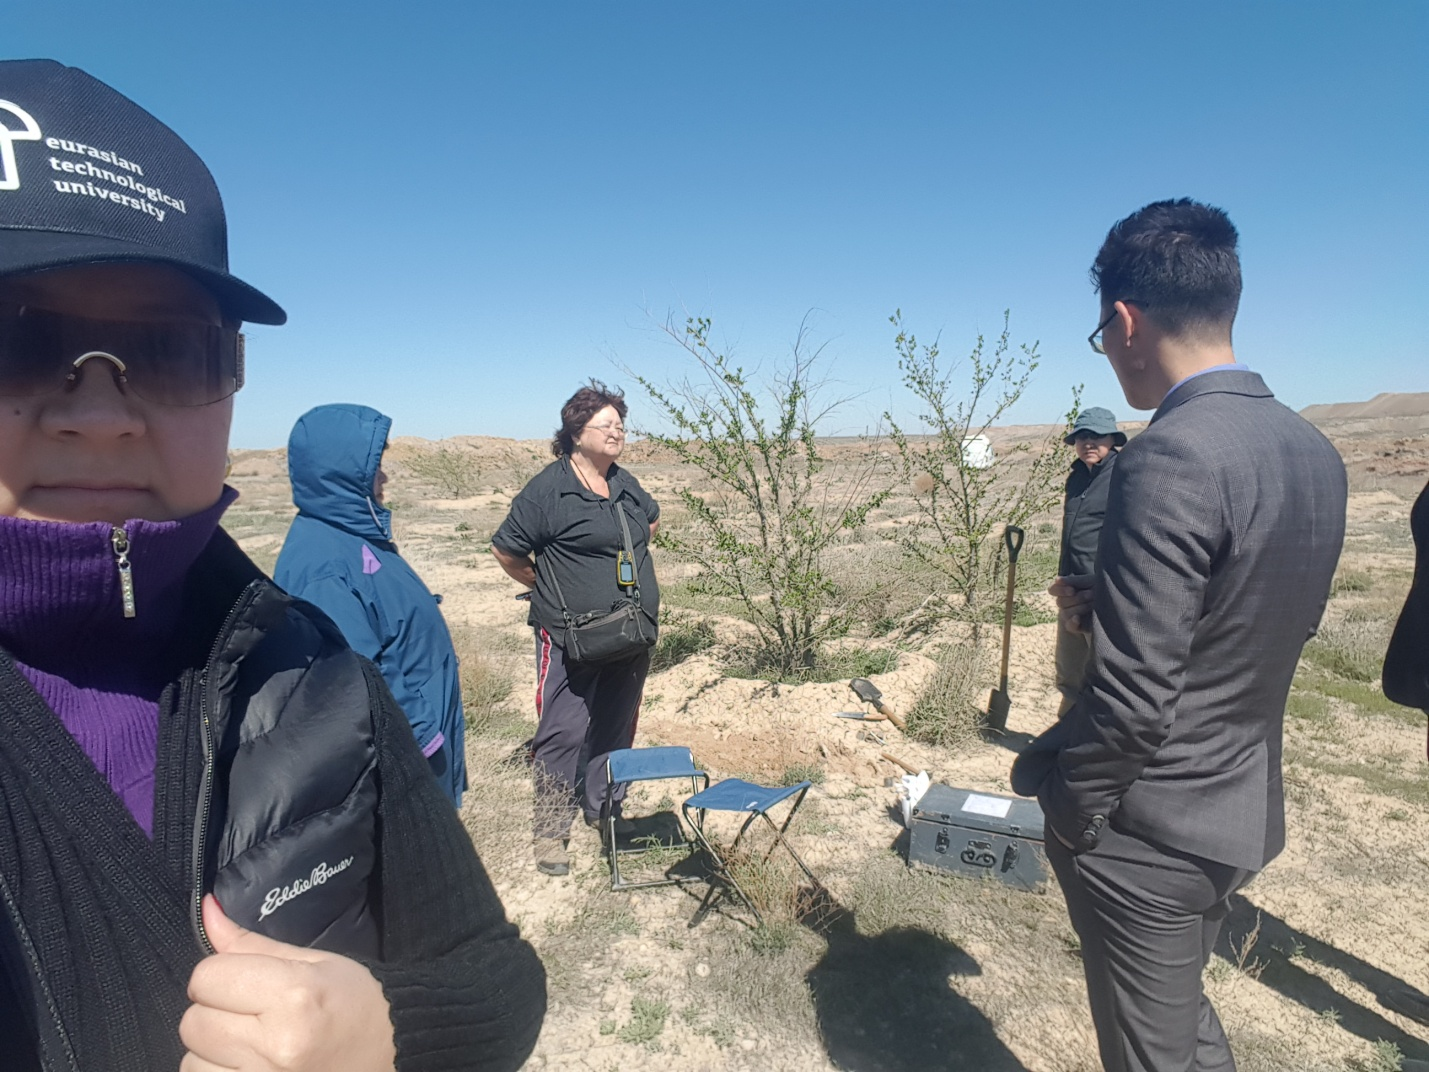 eurasian
technological
university
Eddie Bauer